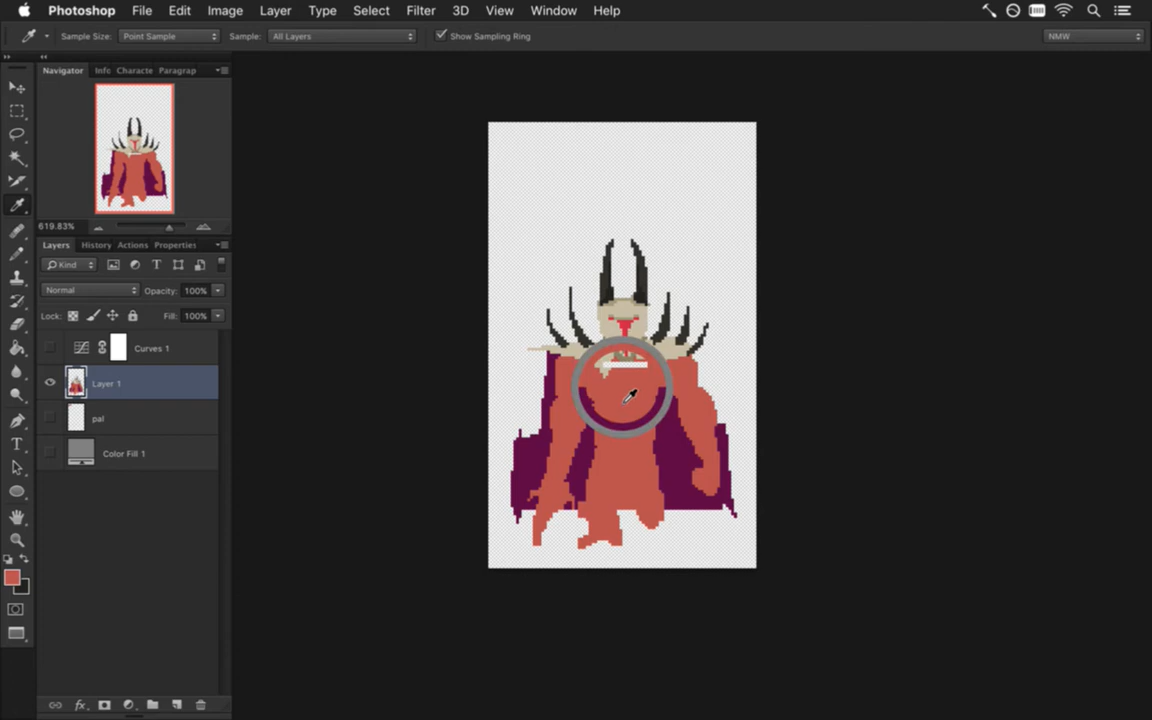 Photoshop File Edit Image Layer Type Select Filter 3D View Window Help
Sample Size: Point Sample Sample: All Layers Show Sampling Ring NMW
Navigator Info Characte Paragrap
619.83%
Layers History Actions Properties
Kind
Normal Opacity: 100%
Lock: Fill: 100%
Curves 1
Layer 1
pal
Color Fill 1
fx